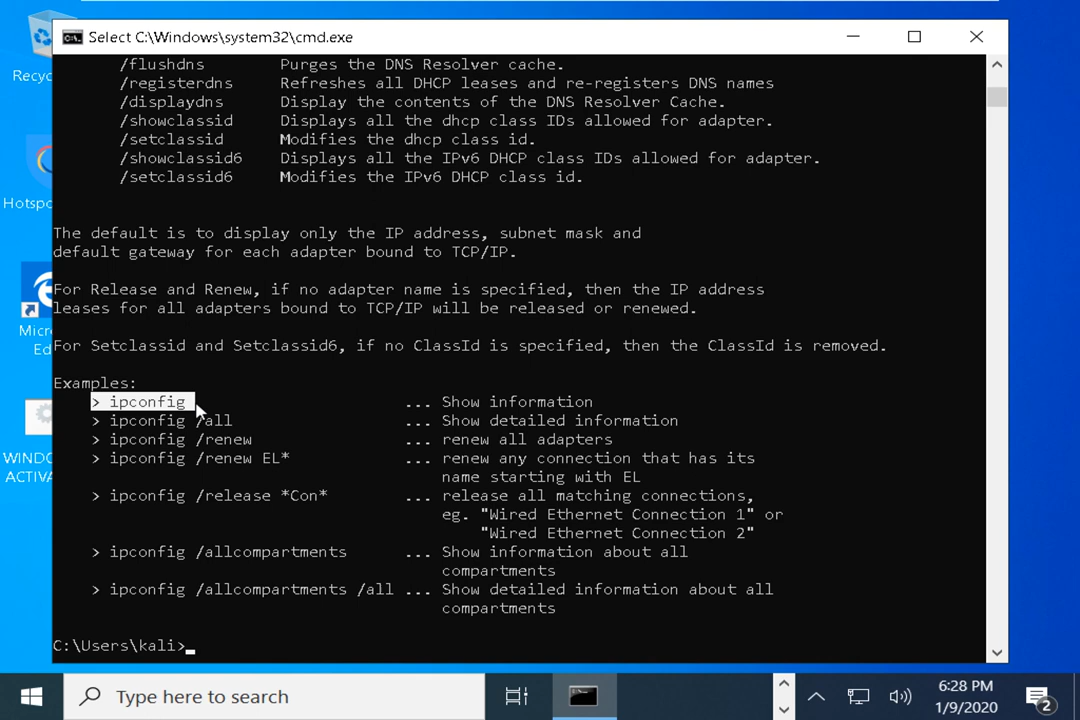 Select C:\Windows\system32\cmd.exe
/flushdns Purges the DNS Resolver cache.
/registerdns Refreshes all DHCP leases and re-registers DNS names
/displaydns Display the contents of the DNS Resolver Cache.
/showclassid Displays all the dhcp class IDs allowed for adapter.
/setclassid Modifies the dhcp class id.
/showclassid6 Displays all the IPv6 DHCP class IDs allowed for adapter.
/setclassid6 Modifies the IPv6 DHCP class id.
The default is to display only the IP address, subnet mask and
default gateway for each adapter bound to TCP/IP.
For Release and Renew, if no adapter name is specified, then the IP address
leases for all adapters bound to TCP/IP will be released or renewed.
For Setclassid and Setclassid6, if no ClassId is specified, then the ClassId is removed.
Examples:
> ipconfig ... Show information
> ipconfig /all ... Show detailed information
> ipconfig /renew ... renew all adapters
> ipconfig /renew EL* ... renew any connection that has its
name starting with EL
> ipconfig /release *Con* ... release all matching connections,
eg. "Wired Ethernet Connection 1" or
"Wired Ethernet Connection 2"
> ipconfig /allcompartments ... Show information about all
compartments
> ipconfig /allcompartments /all ... Show detailed information about all
compartments
C:\Users\kali>_
Recyc
Hotspo
Micr
Ed
WINDO
ACTIVA
Type here to search
6:28 PM
1/9/2020
2